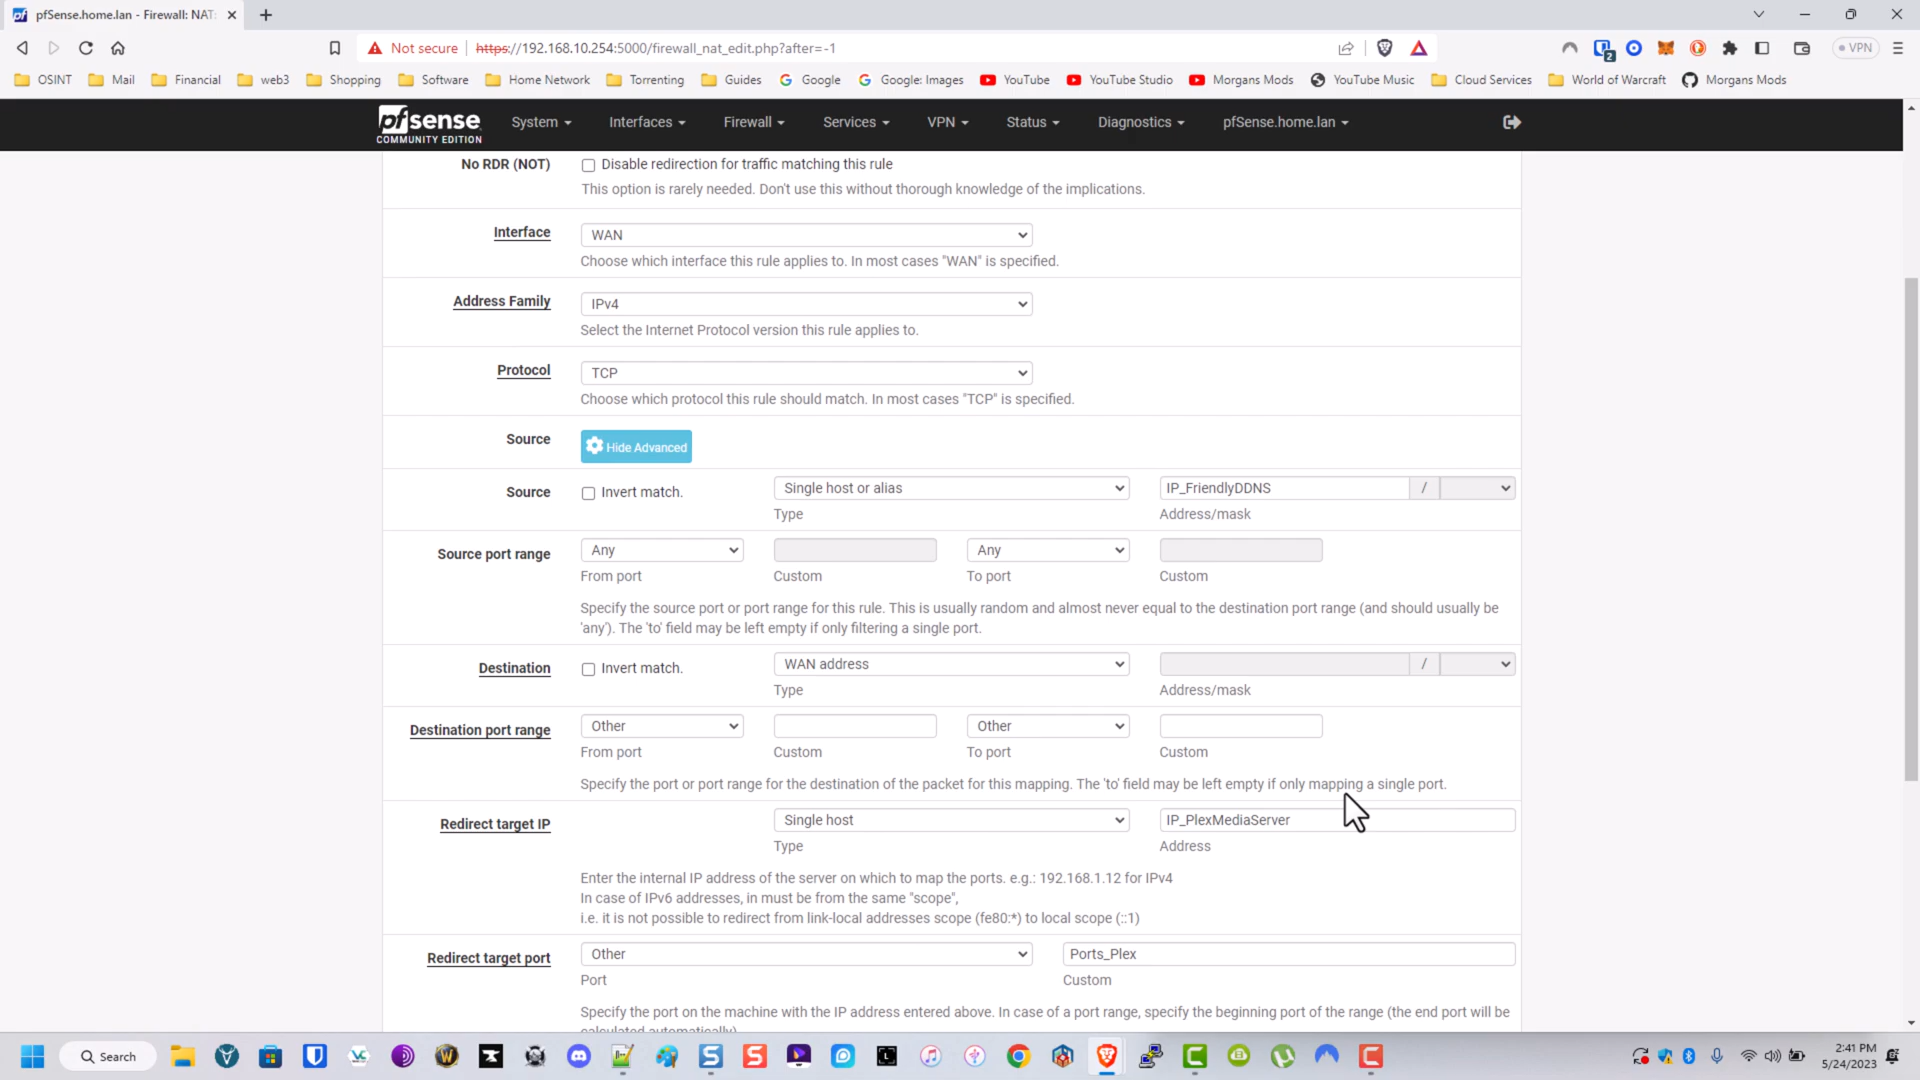 pfSense.home.lan - Firewall: NAT:
Not secure https://192.168.10.254:5000/firewall_nat_edit.php?after=-1
2
VPN
OSINT Mail Financial web3 Shopping Software Home Network Torrenting Guides Google Google: Images YouTube YouTube Studio Morgans Mods YouTube Music Cloud Services World of Warcraft Morgans Mods
pfsense COMMUNITY EDITION System Interfaces Firewall Services VPN Status Diagnostics pfSense.home.lan
No RDR (NOT) Disable redirection for traffic matching this rule
This option is rarely needed. Don't use this without thorough knowledge of the implications.
Interface WAN
Choose which interface this rule applies to. In most cases "WAN" is specified.
Address Family IPv4
Select the Internet Protocol version this rule applies to.
Protocol TCP
Choose which protocol this rule should match. In most cases "TCP" is specified.
Source Hide Advanced
Source Invert match. Single host or alias IP_FriendlyDDNS /
Type Address/mask
Source port range Any Any
From port Custom To port Custom
Specify the source port or port range for this rule. This is usually random and almost never equal to the destination port range (and should usually be
'any'). The 'to' field may be left empty if only filtering a single port.
Destination Invert match. WAN address /
Type Address/mask
Destination port range Other Other
From port Custom To port Custom
Specify the port or port range for the destination of the packet for this mapping. The 'to' field may be left empty if only mapping a single port.
Redirect target IP Single host IP_PlexMediaServer
Type Address
Enter the internal IP address of the server on which to map the ports. e.g.: 192.168.1.12 for IPv4
In case of IPv6 addresses, in must be from the same "scope",
i.e. it is not possible to redirect from link-local addresses scope (fe80:*) to local scope (::1)
Redirect target port Other Ports_Plex
Port Custom
Specify the port on the machine with the IP address entered above. In case of a port range, specify the beginning port of the range (the end port will be
calculated automatically)
Search
2:41 PM
5/24/2023